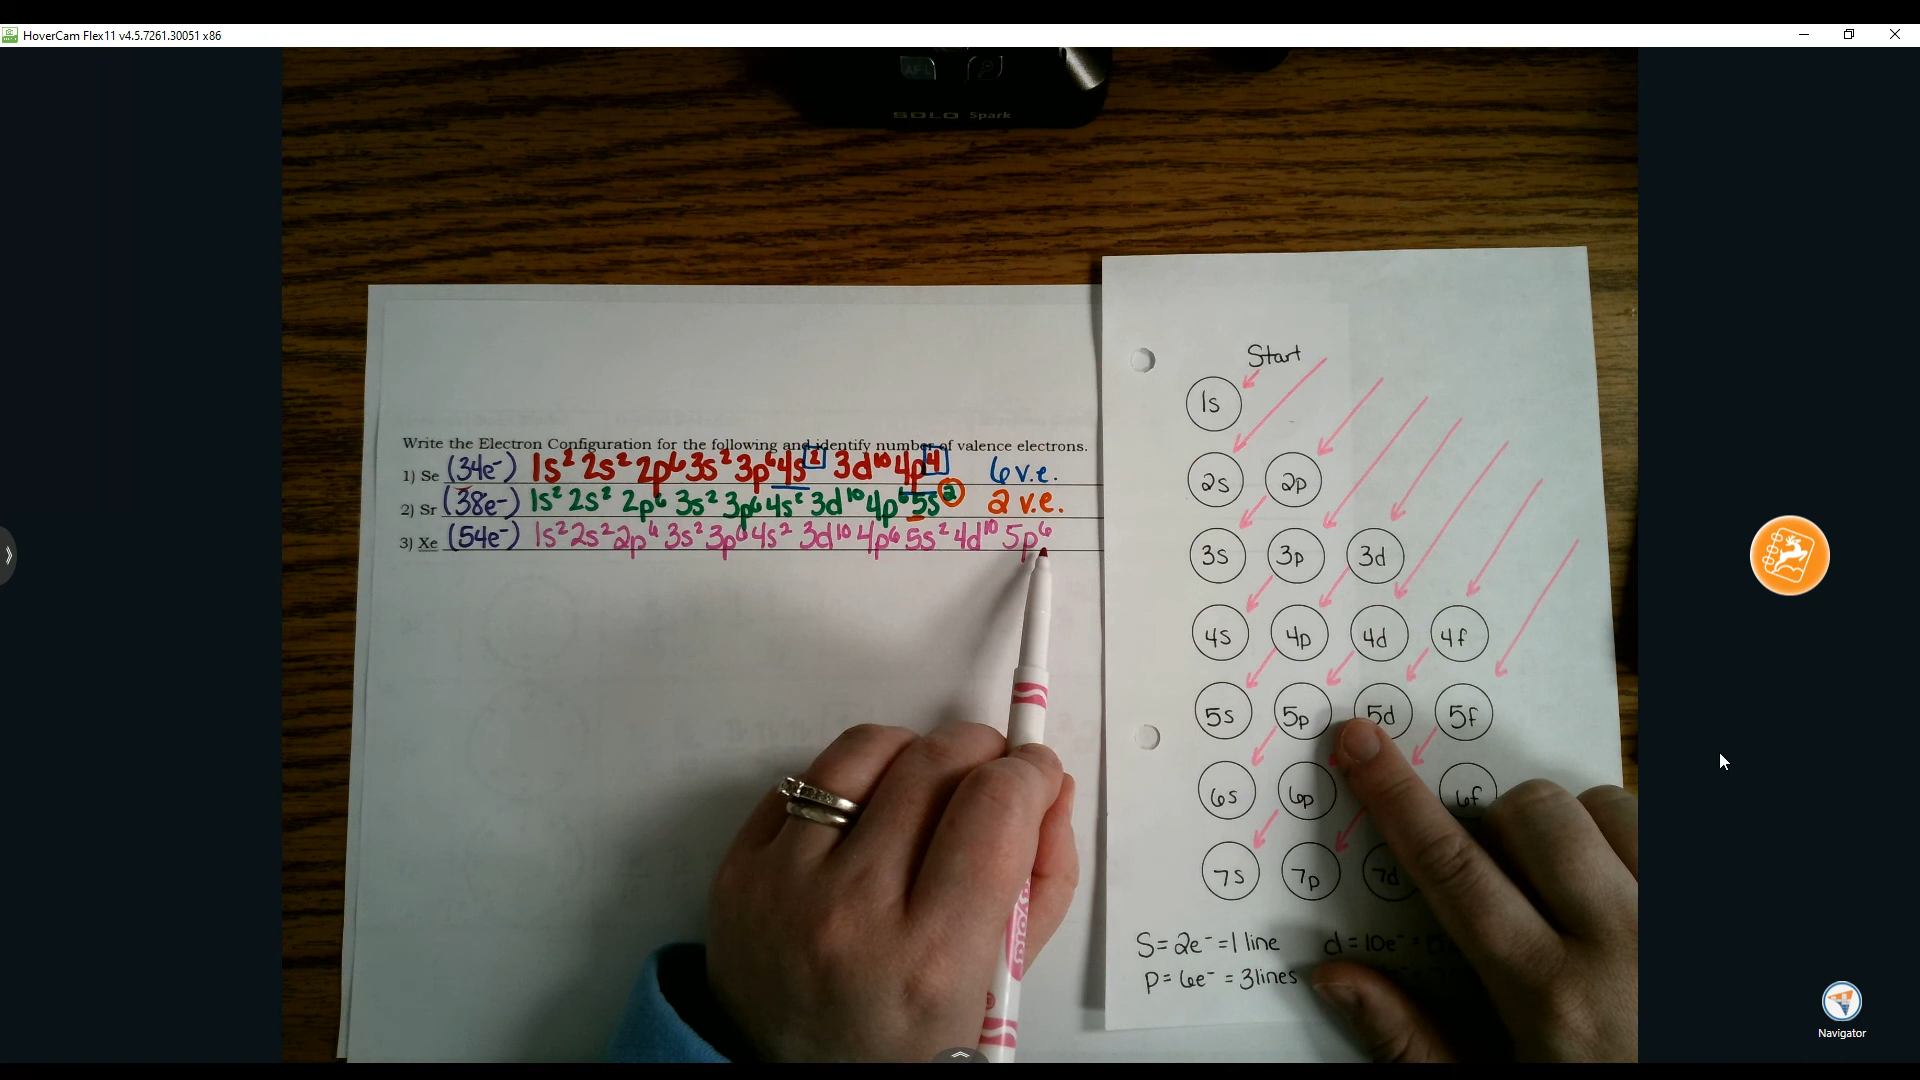 HoverCam Flex11 v4.5.7261.30051 x86
AF-L
SOLO Spark
Write the Electron Configuration for the following and identify number of valence electrons.
1) Se (34e⁻) 1s² 2s² 2p⁶ 3s² 3p⁶ 4s² 3d¹⁰ 4p⁴ 6 v.e.
2) Sr (38e⁻) 1s² 2s² 2p⁶ 3s² 3p⁶ 4s² 3d¹⁰ 4p⁶ 5s² 2 v.e.
3) Xe (54e⁻) 1s² 2s² 2p⁶ 3s² 3p⁶ 4s² 3d¹⁰ 4p⁶ 5s² 4d¹⁰ 5p⁶
Start
1s
2s 2p
3s 3p 3d
4s 4p 4d 4f
5s 5p 5d 5f
6s 6p 6f
7s 7p 7d
S = 2e⁻ = 1 line d = 10e⁻ =
p = 6e⁻ = 3 lines
Navigator